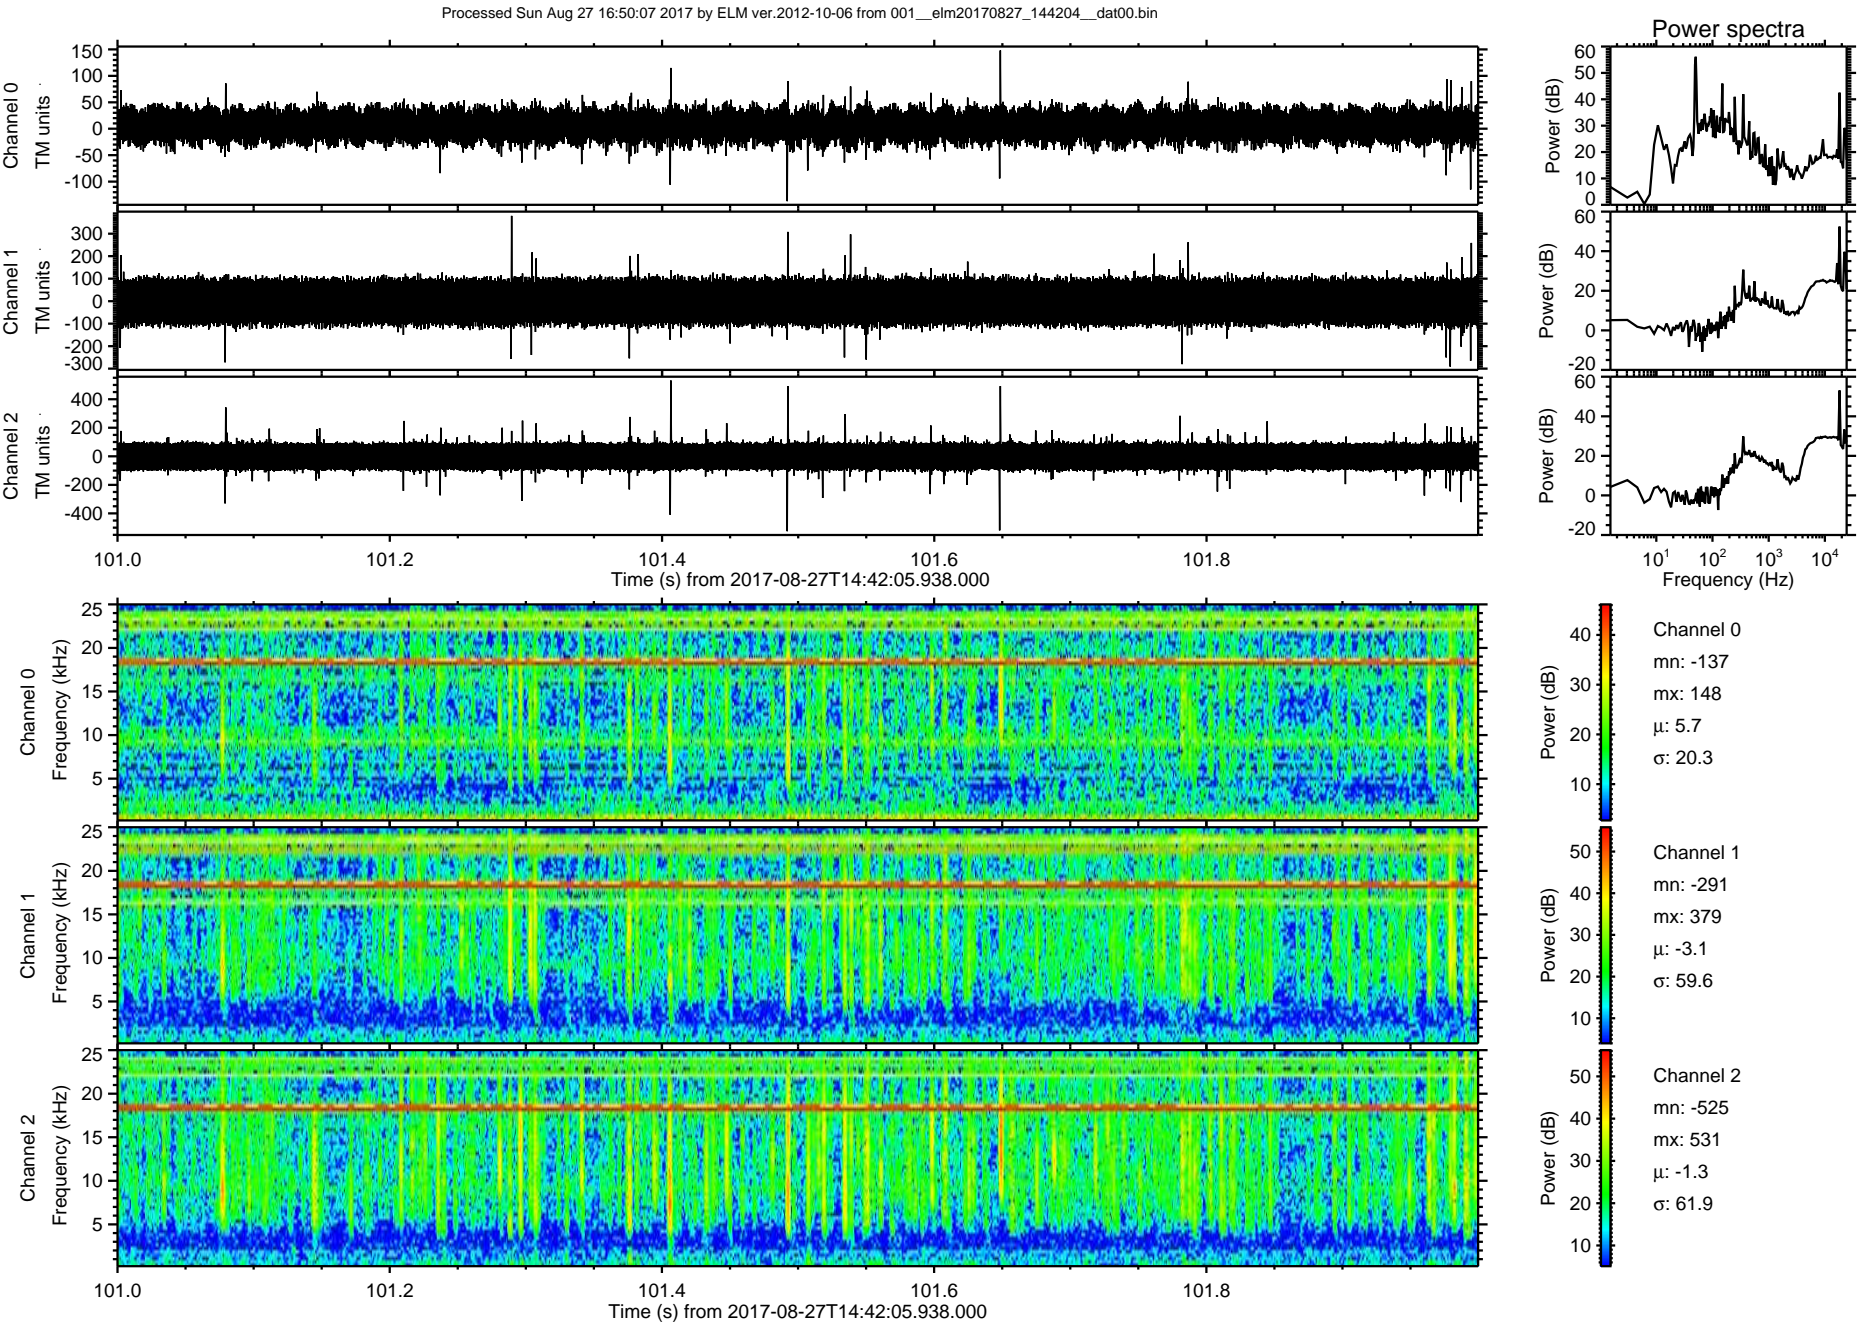 Processed Sun Aug 27 16:50:07 2017 by ELM ver.2012-10-06 from 001__elm20170827_144204__dat00.bin
Power spectra
Channel 0
TM units
150
100
50
0
-50
-100
Power (dB)
60
50
40
30
20
10
0
Channel 1
TM units
300
200
100
0
-100
-200
-300
Power (dB)
60
40
20
0
-20
Channel 2
TM units
400
200
0
-200
-400
Power (dB)
60
40
20
0
-20
101.0 101.2 101.4 101.6 101.8
Time (s) from 2017-08-27T14:42:05.938.000
10¹ 10² 10³ 10⁴
Frequency (Hz)
Channel 0
Frequency (kHz)
25
20
15
10
5
Power (dB)
40
30
20
10
Channel 0
mn: -137
mx: 148
μ: 5.7
σ: 20.3
Channel 1
Frequency (kHz)
25
20
15
10
5
Power (dB)
50
40
30
20
10
Channel 1
mn: -291
mx: 379
μ: -3.1
σ: 59.6
Channel 2
Frequency (kHz)
25
20
15
10
5
Power (dB)
50
40
30
20
10
Channel 2
mn: -525
mx: 531
μ: -1.3
σ: 61.9
101.0 101.2 101.4 101.6 101.8
Time (s) from 2017-08-27T14:42:05.938.000